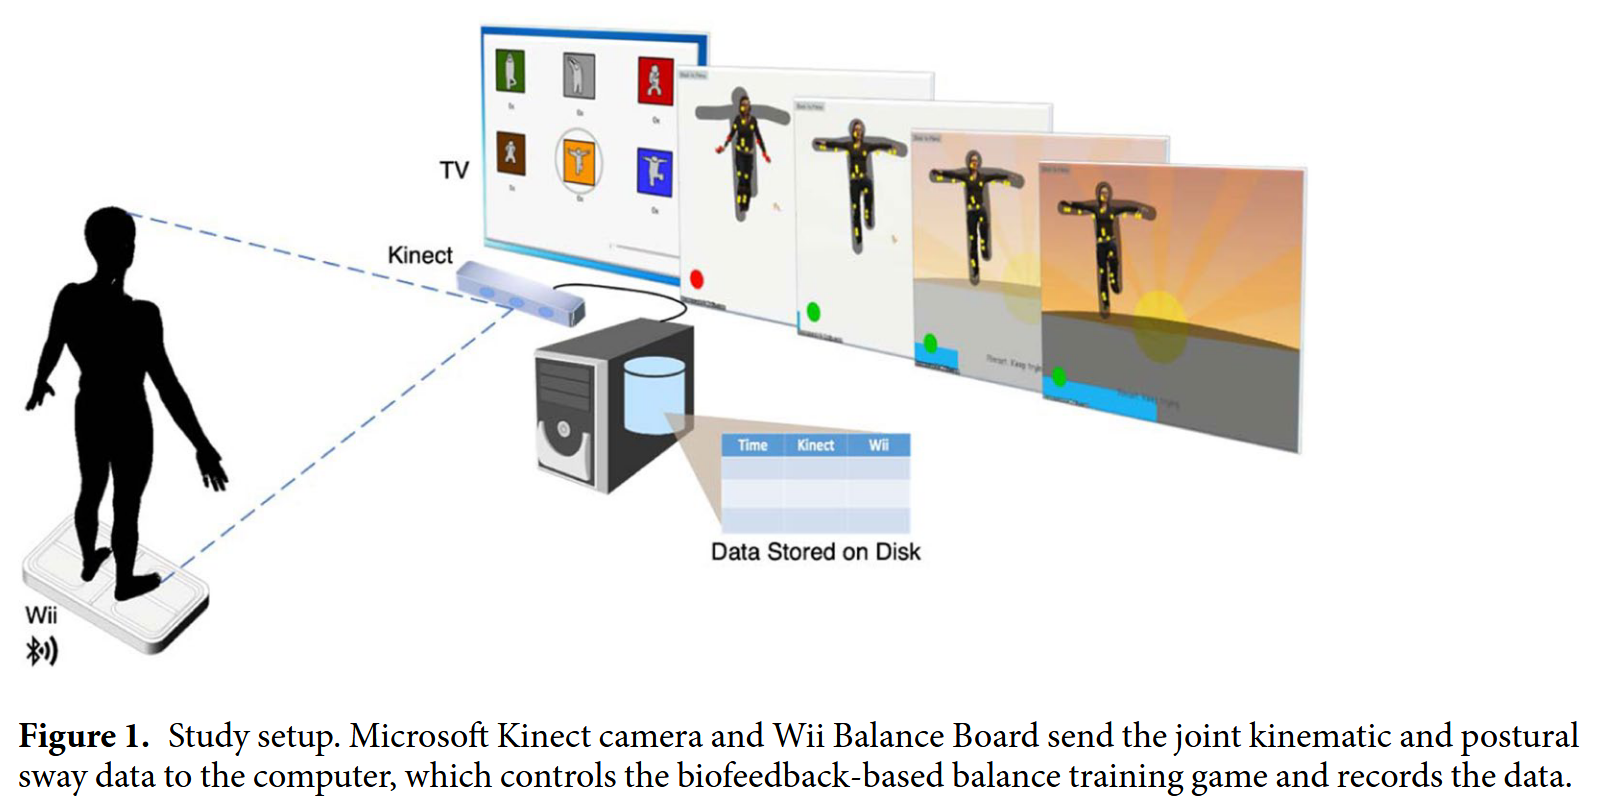 TV
Kinect
Time Kinect Wii
Data Stored on Disk
Wii
Figure 1. Study setup. Microsoft Kinect camera and Wii Balance Board send the joint kinematic and postural
sway data to the computer, which controls the biofeedback-based balance training game and records the data.